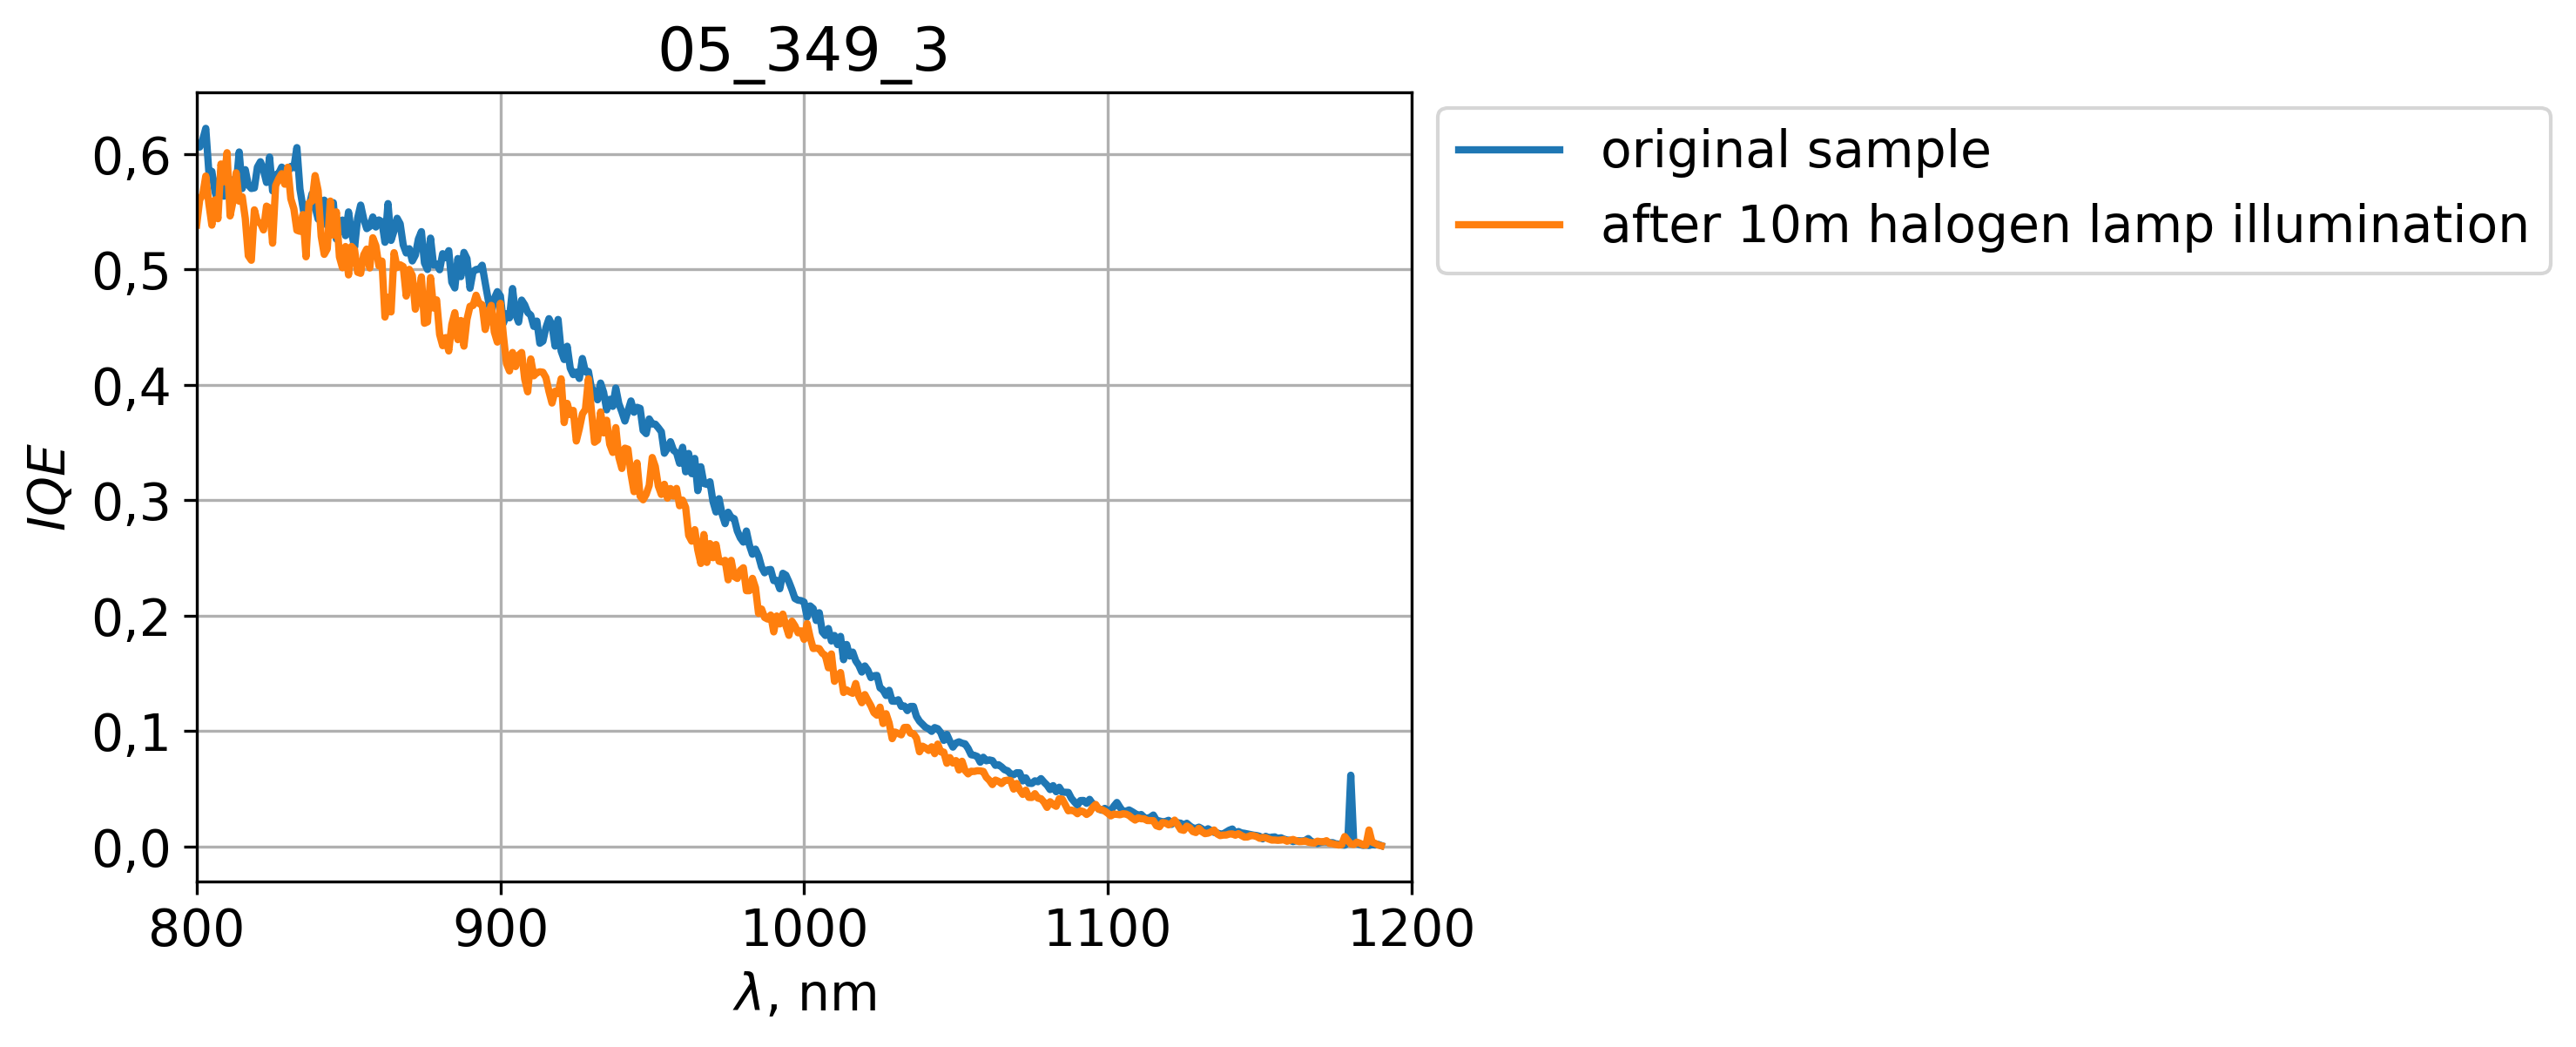 05_349_3
original sample
after 10m halogen lamp illumination
IQE
0,6
0,5
0,4
0,3
0,2
0,1
0,0
800 900 1000 1100 1200
λ, nm